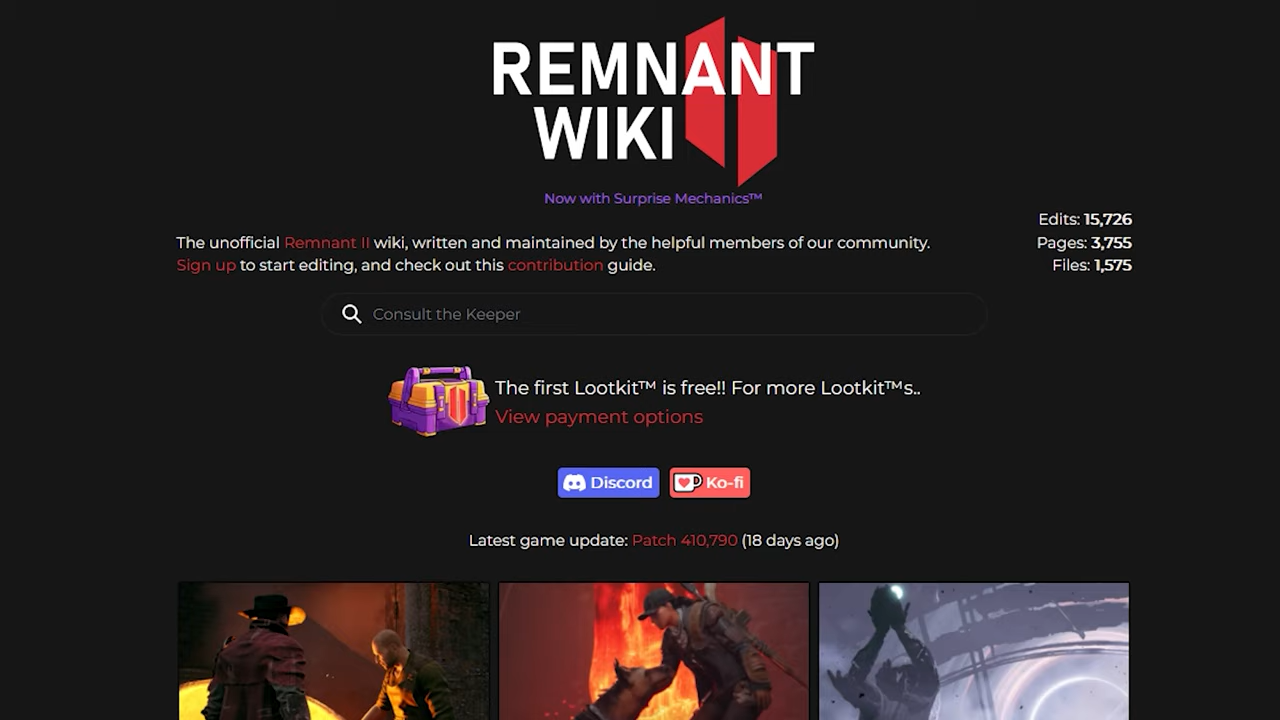 REMNANT
WIKI
Now with Surprise Mechanics™
Edits: 15,726
The unofficial Remnant II wiki, written and maintained by the helpful members of our community.
Pages: 3,755
Sign up to start editing, and check out this contribution guide.
Files: 1,575
Consult the Keeper
The first Lootkit™ is free!! For more Lootkit™s..
View payment options
Discord
Ko-fi
Latest game update: Patch 410,790 (18 days ago)